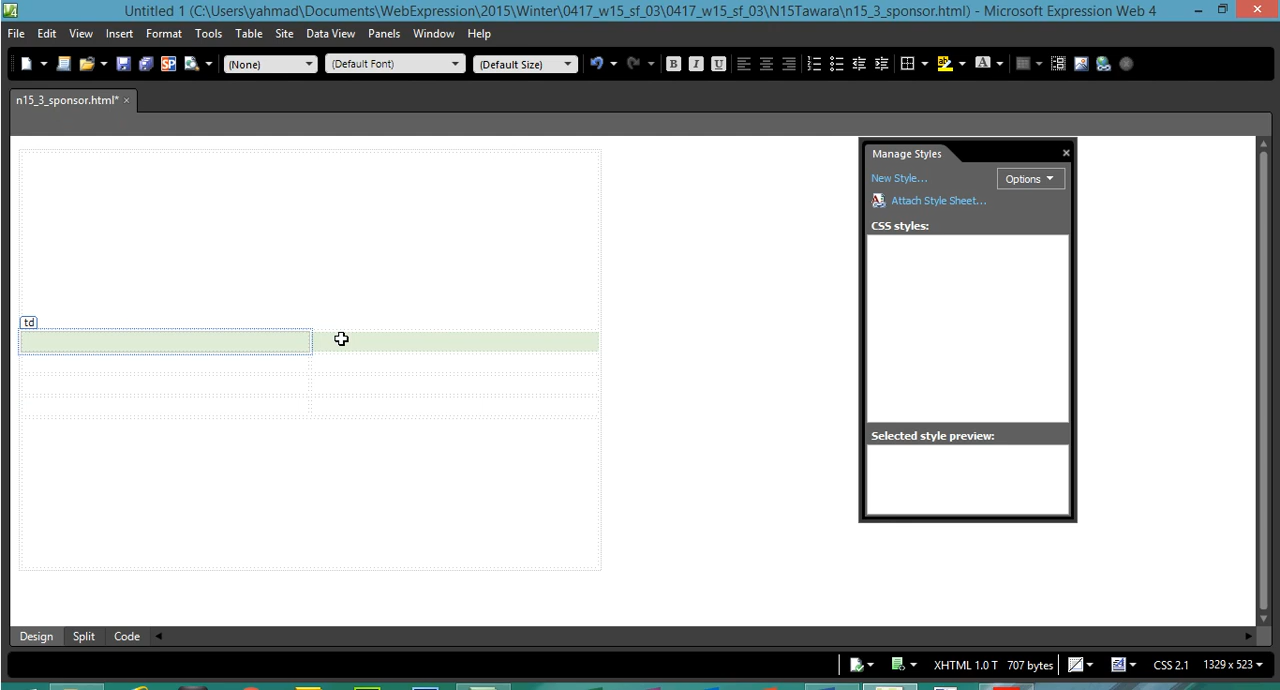 Untitled 1 (C:\Users\yahmad\Documents\WebExpression\2015\Winter\0417_w15_sf_03\0417_w15_sf_03\N15Tawara\n15_3_sponsor.html) - Microsoft Expression Web 4
File Edit View Insert Format Tools Table Site Data View Panels Window Help
(None) (Default Font) (Default Size) B I U
n15_3_sponsor.html* ×
Manage Styles
New Style... Options
Attach Style Sheet...
CSS styles:
td
Selected style preview:
Design Split Code
XHTML 1.0 T 707 bytes CSS 2.1 1329 x 523